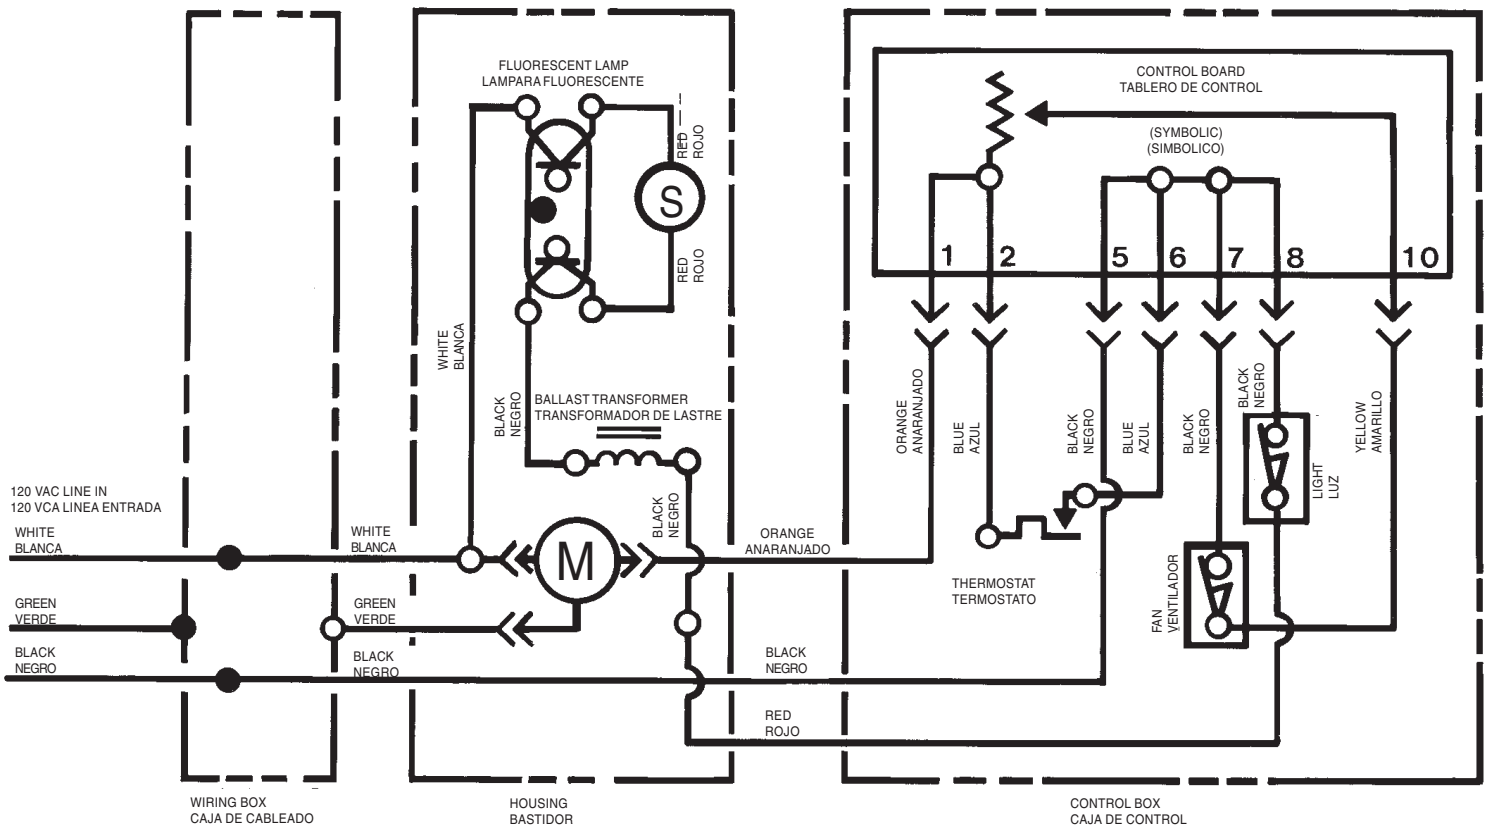 FLUORESCENT LAMP
LAMPARA FLUORESCENTE
CONTROL BOARD
TABLERO DE CONTROL
(SYMBOLIC)
(SIMBOLICO)
RED
ROJO
S
RED
ROJO
1
2
5
6
7
8
10
WHITE
BLANCA
BLACK
NEGRO
BALLAST TRANSFORMER
TRANSFORMADOR DE LASTRE
ORANGE
ANARANJADO
BLUE
AZUL
BLACK
NEGRO
BLUE
AZUL
BLACK
NEGRO
BLACK
NEGRO
YELLOW
AMARILLO
LIGHT
LUZ
120 VAC LINE IN
120 VCA LINEA ENTRADA
WHITE
BLANCA
WHITE
BLANCA
M
BLACK
NEGRO
ORANGE
ANARANJADO
THERMOSTAT
TERMOSTATO
FAN
VENTILADOR
GREEN
VERDE
GREEN
VERDE
BLACK
NEGRO
BLACK
NEGRO
BLACK
NEGRO
RED
ROJO
WIRING BOX
CAJA DE CABLEADO
HOUSING
BASTIDOR
CONTROL BOX
CAJA DE CONTROL